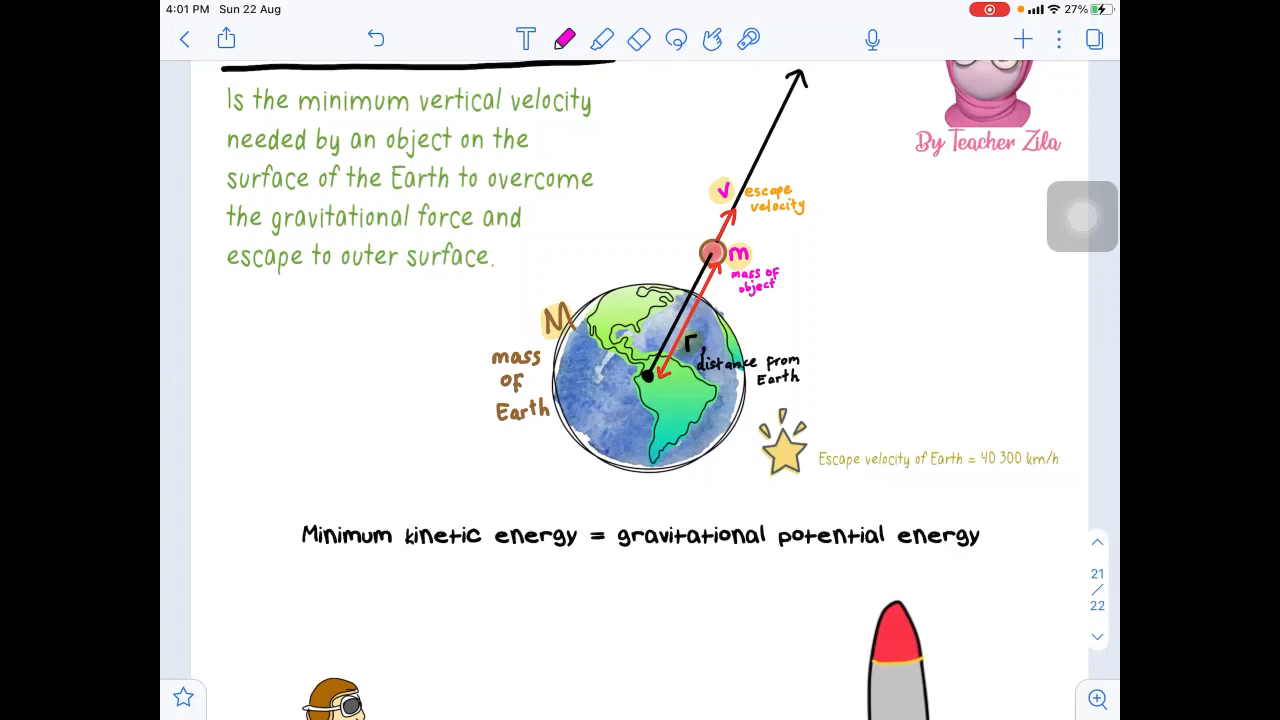 4:01 PM Sun 22 Aug
27%
T
Is the minimum vertical velocity
needed by an object on the
surface of the Earth to overcome
the gravitational force and
escape to outer surface.
By Teacher Zila
v escape
velocity
m
mass of
object
M
mass
of
Earth
r
distance from
Earth
Escape velocity of Earth = 40 300 km/h
Minimum kinetic energy = gravitational potential energy
21
/
22